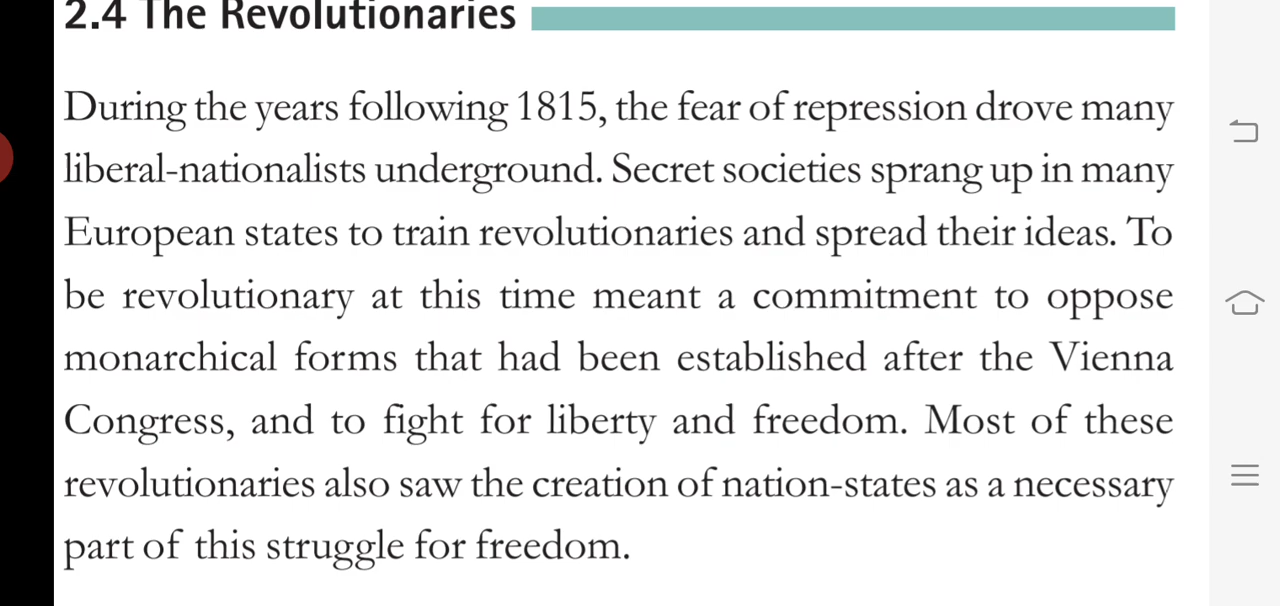 2.4 The Revolutionaries
During the years following 1815, the fear of repression drove many
liberal-nationalists underground. Secret societies sprang up in many
European states to train revolutionaries and spread their ideas. To
be revolutionary at this time meant a commitment to oppose
monarchical forms that had been established after the Vienna
Congress, and to fight for liberty and freedom. Most of these
revolutionaries also saw the creation of nation-states as a necessary
part of this struggle for freedom.